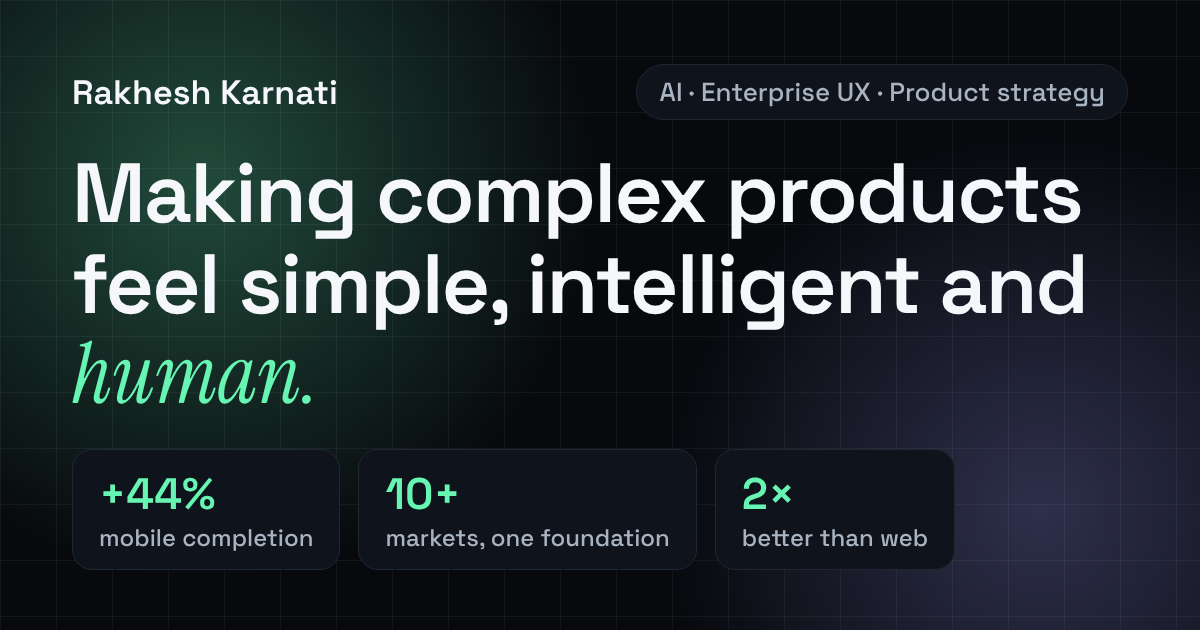 Rakhesh Karnati
AI · Enterprise UX · Product strategy
Making complex products
feel simple, intelligent and
human.
+44%
mobile completion
10+
markets, one foundation
2×
better than web